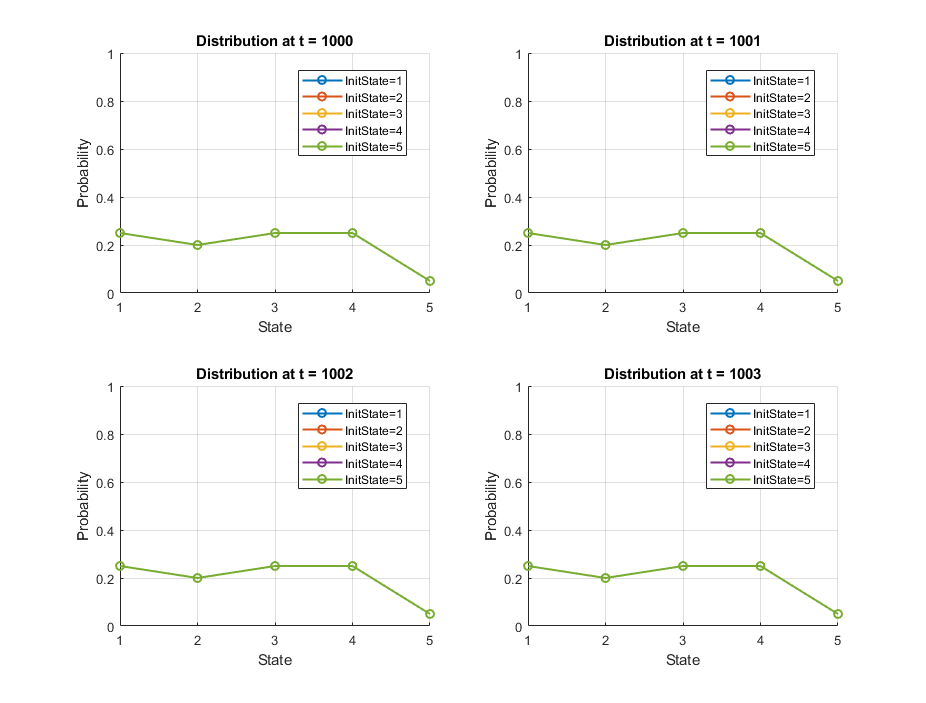 Distribution at t = 1000
1
0.8
0.6
0.4
0.2
0
Probability
InitState=1
InitState=2
InitState=3
InitState=4
InitState=5
1 2 3 4 5
State
Distribution at t = 1001
1
0.8
0.6
0.4
0.2
0
Probability
InitState=1
InitState=2
InitState=3
InitState=4
InitState=5
1 2 3 4 5
State
Distribution at t = 1002
1
0.8
0.6
0.4
0.2
0
Probability
InitState=1
InitState=2
InitState=3
InitState=4
InitState=5
1 2 3 4 5
State
Distribution at t = 1003
1
0.8
0.6
0.4
0.2
0
Probability
InitState=1
InitState=2
InitState=3
InitState=4
InitState=5
1 2 3 4 5
State